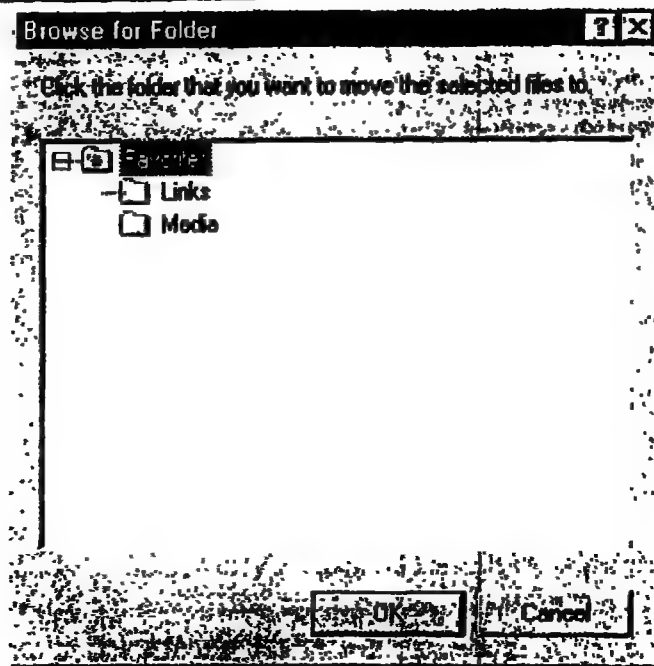 Browse for Folder
Click the folder that you want to move the selected files to.
Favorites
Links
Media
OK
Cancel